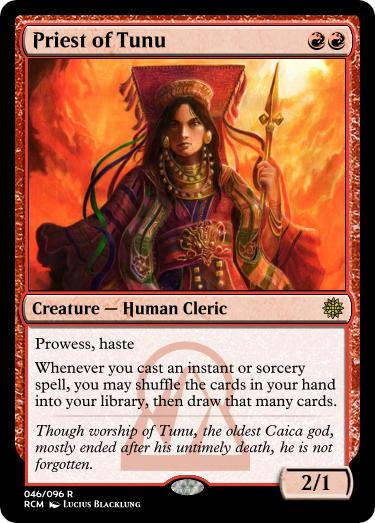 Priest of Tunu
Creature — Human Cleric
Prowess, haste
Whenever you cast an instant or sorcery
spell, you may shuffle the cards in your hand
into your library, then draw that many cards.
Though worship of Tunu, the oldest Caica god,
mostly ended after his untimely death, he is not
forgotten.
2/1
046/096 R
RCM Lucius Blacklung